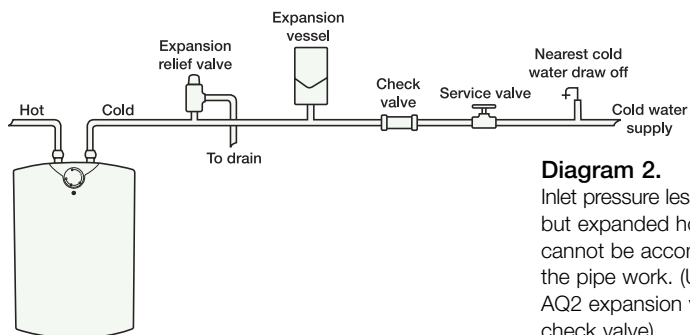 Expansion
vessel
Expansion
relief valve
Nearest cold
water draw off
Check
valve
Service valve
Hot
Cold
Cold water
supply
To drain
Diagram 2.
Inlet pressure les
but expanded ho
cannot be accor
the pipe work. (U
AQ2 expansion v
check valve)